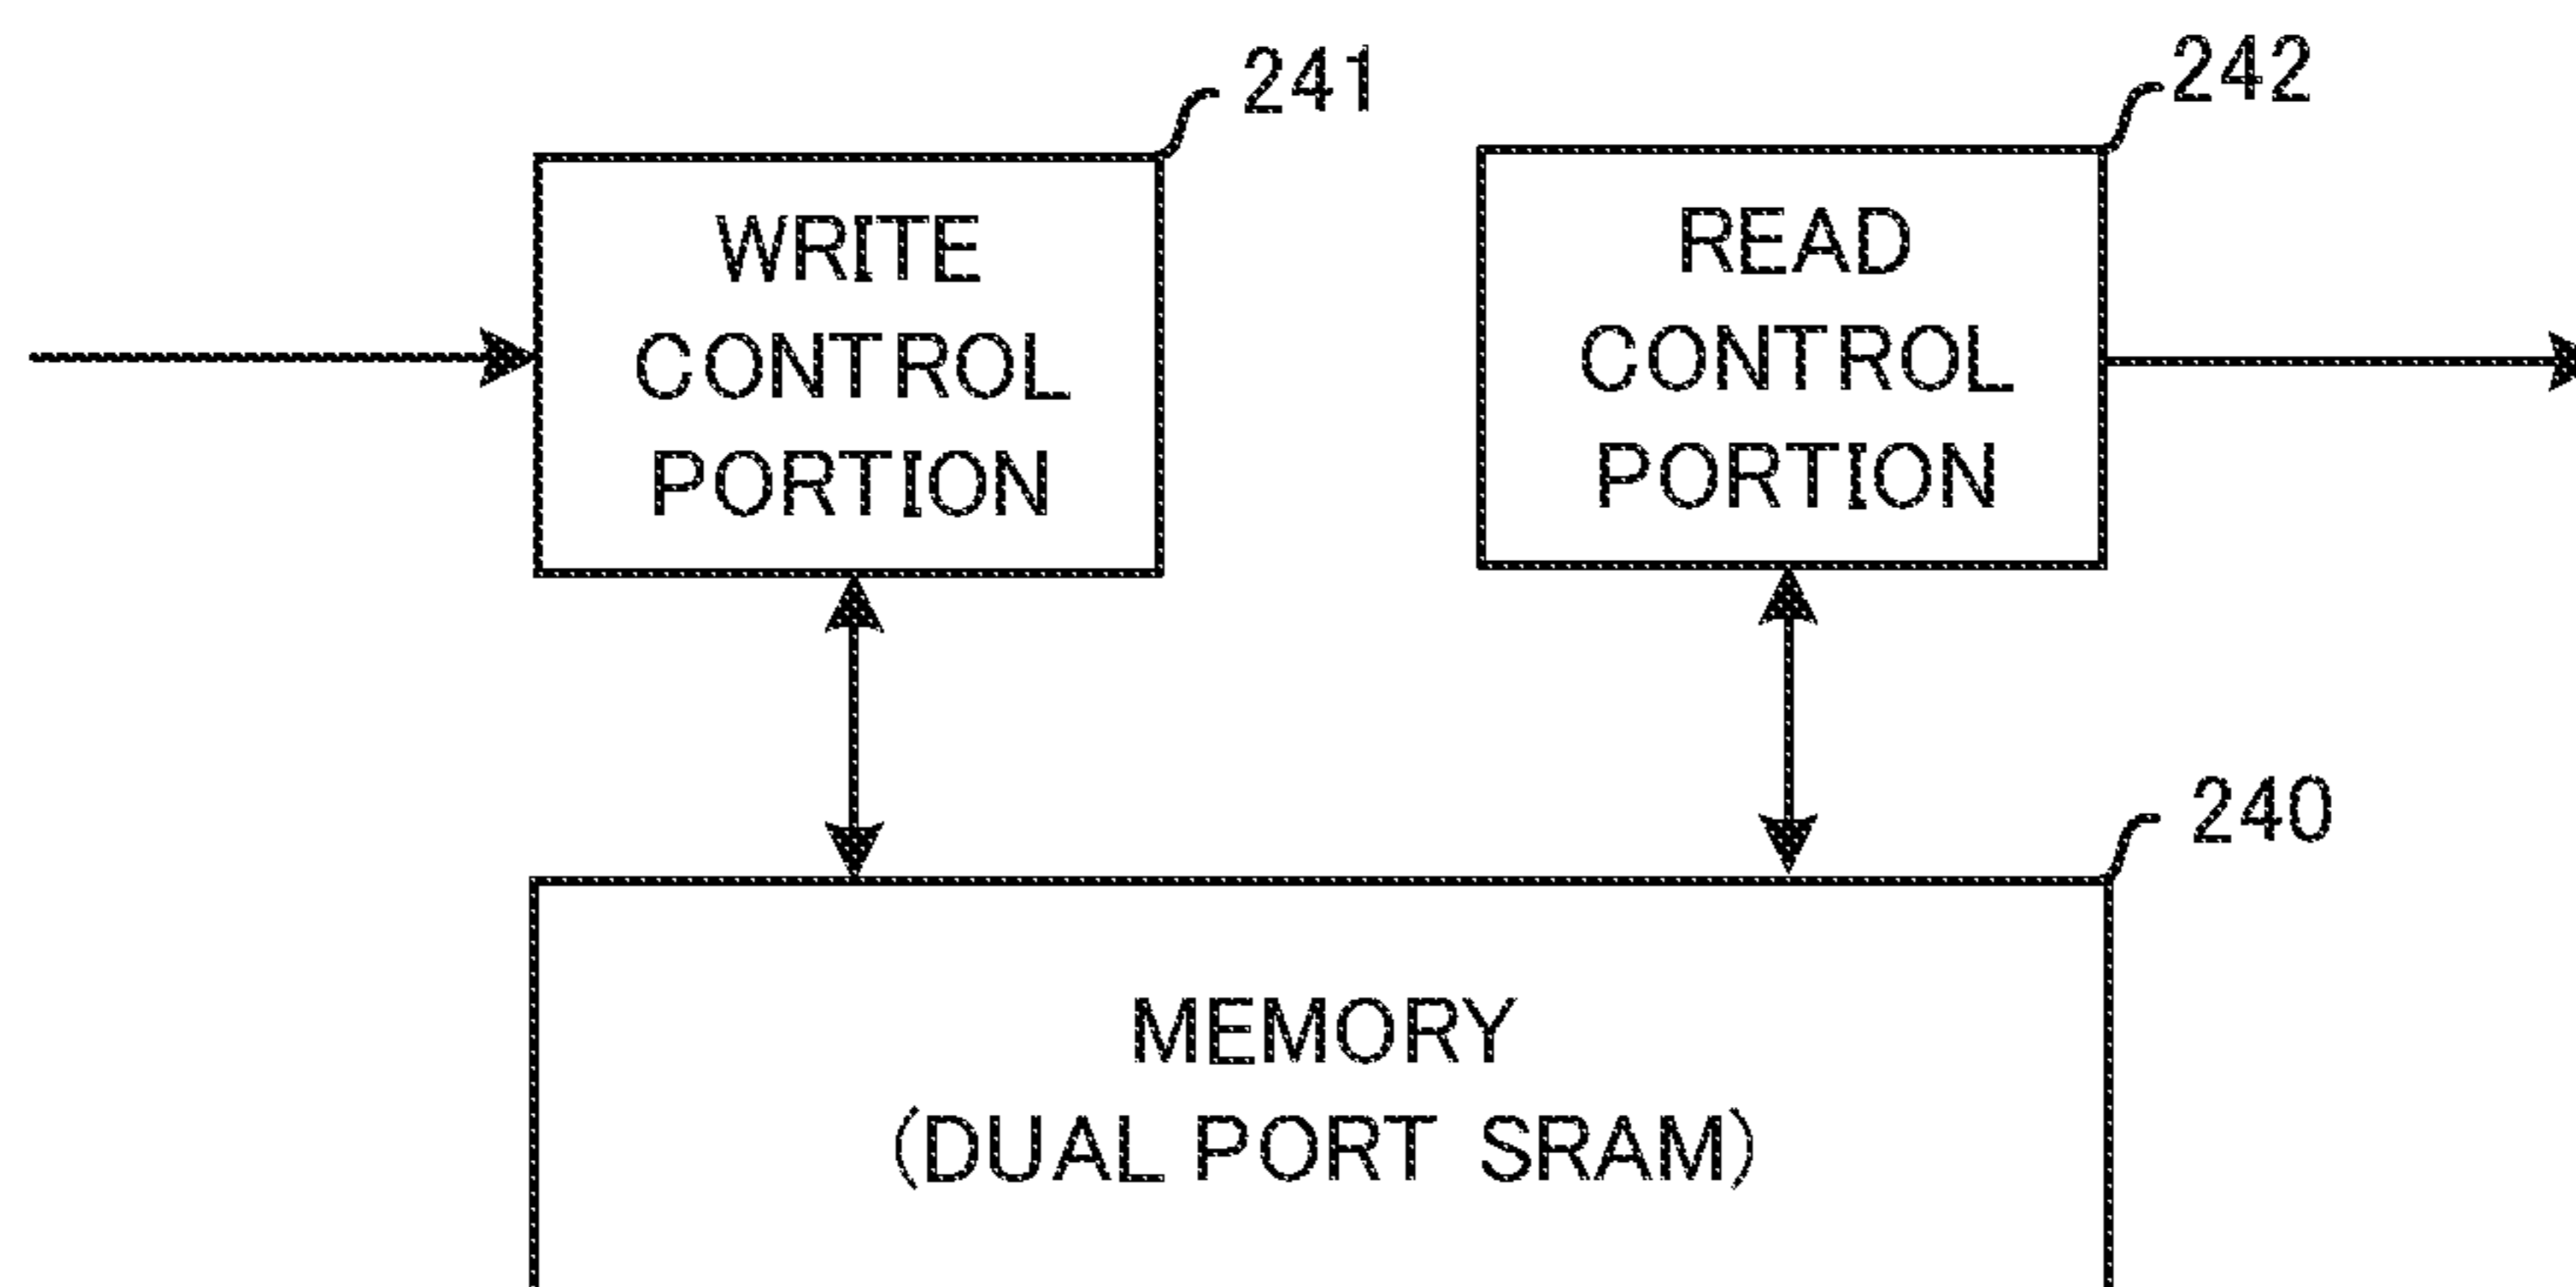 241
242
WRITE
CONTROL
PORTION
READ
CONTROL
PORTION
240
MEMORY
(DUAL PORT SRAM)